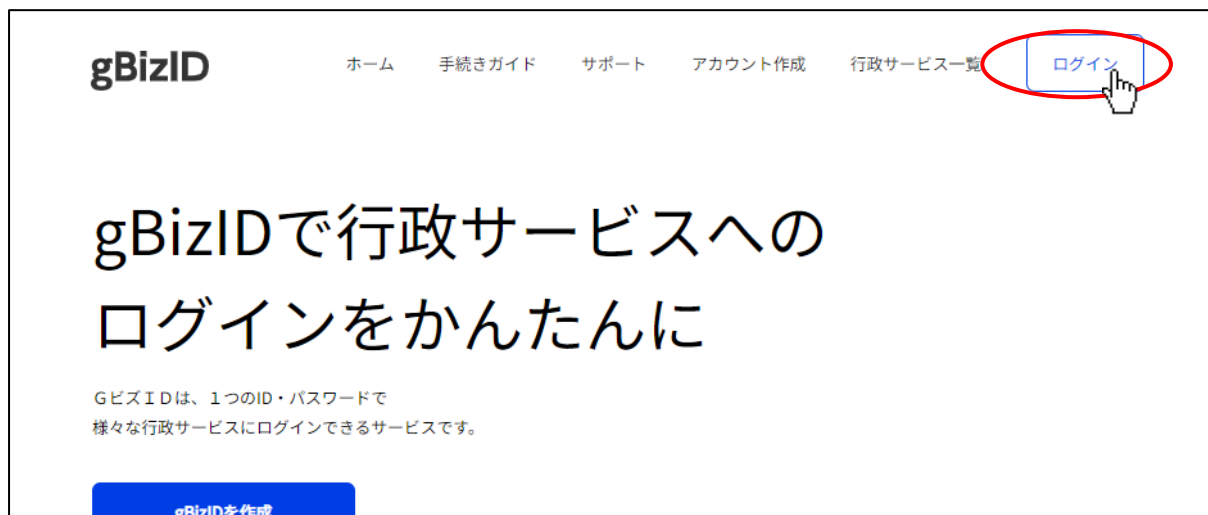 gBizID
ホーム 手続きガイド サポート アカウント作成 行政サービス一覧 ログイン
gBizIDで行政サービスへの
ログインをかんたんに
GビズIDは、1つのID・パスワードで
様々な行政サービスにログインできるサービスです。
gBizIDを作成